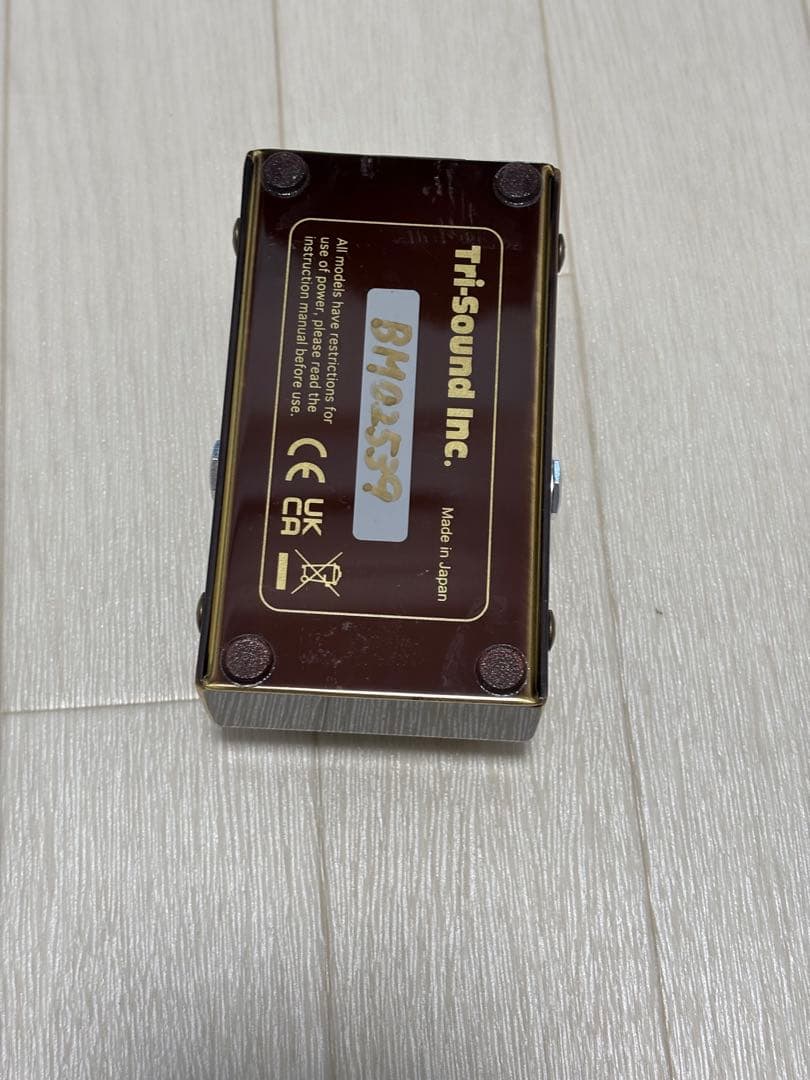 Tri-Sound Inc.
Made in Japan
BM02539
All models have restrictions for
use of power, please read the
instruction manual before use.
CE
UK
CA